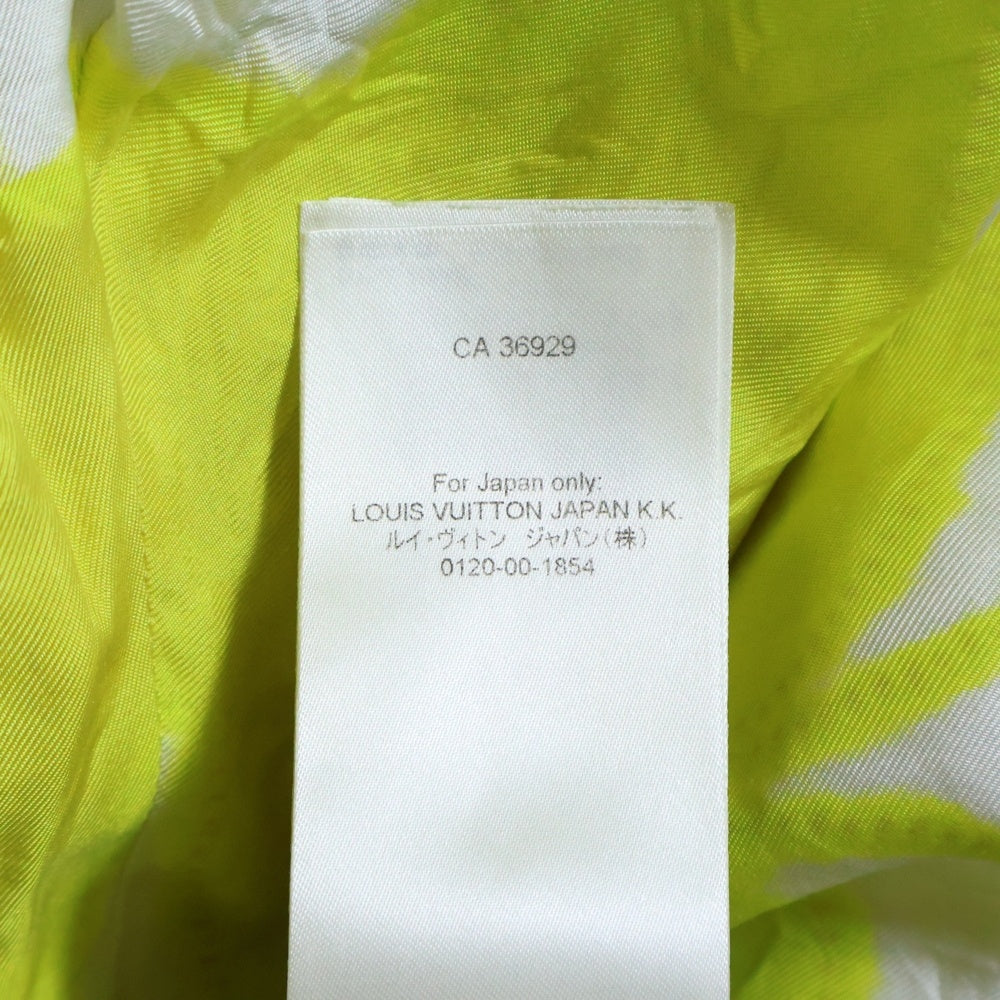 CA 36929
For Japan only:
LOUIS VUITTON JAPAN K.K.
ルイ・ヴィトン　ジャパン(株)
0120-00-1854